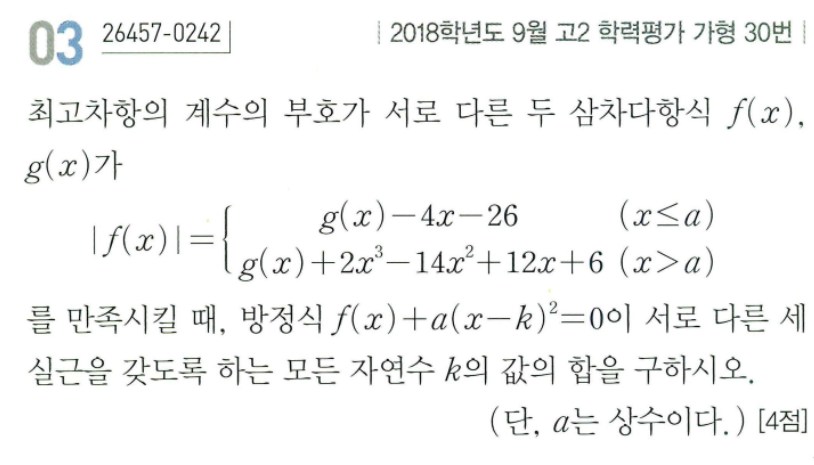 03 26457-0242 | 2018학년도 9월 고2 학력평가 가형 30번 |
최고차항의 계수의 부호가 서로 다른 두 삼차다항식 f(x),
g(x)가
|f(x)|={ g(x)-4x-26 (x≤a)
g(x)+2x³-14x²+12x+6 (x>a)
를 만족시킬 때, 방정식 f(x)+a(x-k)²=0이 서로 다른 세
실근을 갖도록 하는 모든 자연수 k의 값의 합을 구하시오.
(단, a는 상수이다.) [4점]